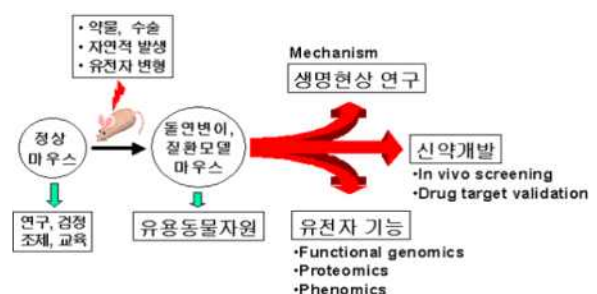 • 약물, 수술
• 자연적 발생
• 유전자 변형
Mechanism
생명현상 연구
정상
마우스
돌연변이,
질환모델
마우스
신약개발
•In vivo screening
•Drug target validation
연구, 검정
조제, 교육
유용동물자원
유전자 기능
•Functional genomics
•Proteomics
•Phenomics